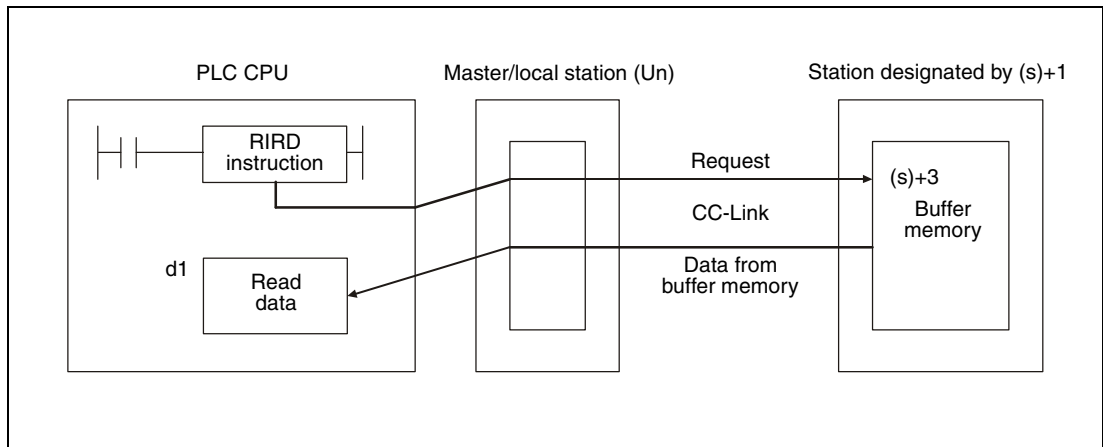 PLC CPU
Master/local station (Un)
Station designated by (s)+1
RIRD
instruction
Request
(s)+3
Buffer
memory
CC-Link
d1
Read
data
Data from
buffer memory